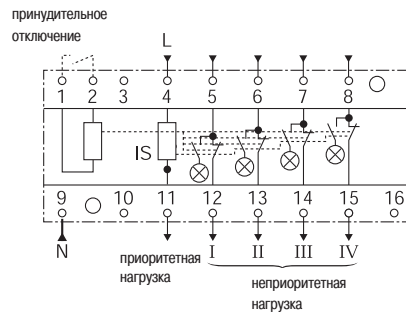 принудительное
отключение
L
1 2 3 4 5 6 7 8
IS
9 10 11 12 13 14 15 16
N
приоритетная
нагрузка
I II III IV
неприоритетная
нагрузка